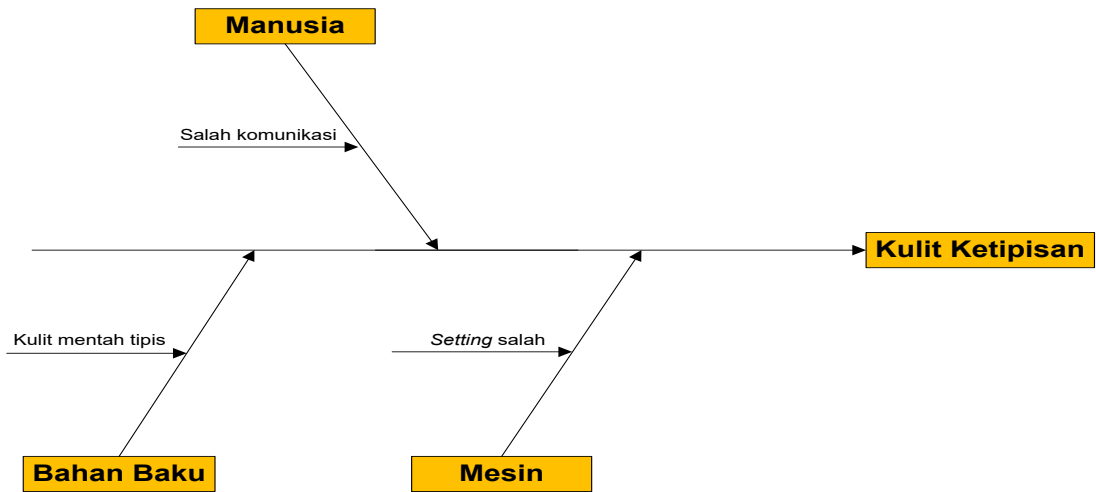 Manusia
Salah komunikasi
Kulit Ketipisan
Kulit mentah tipis
Setting salah
Bahan Baku
Mesin